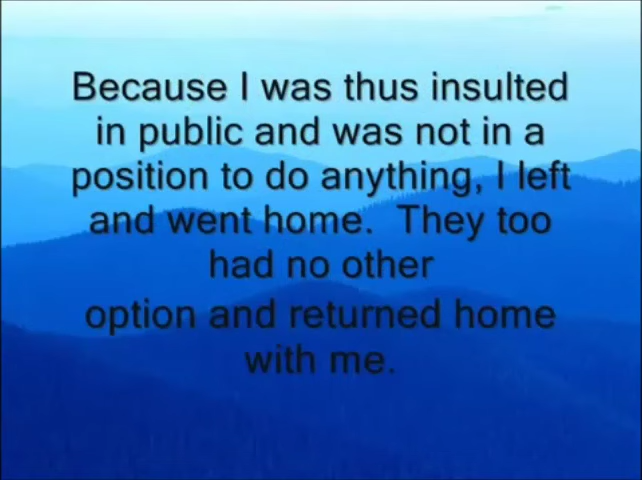 Because I was thus insulted
in public and was not in a
position to do anything, I left
and went home.  They too
had no other
option and returned home
with me.